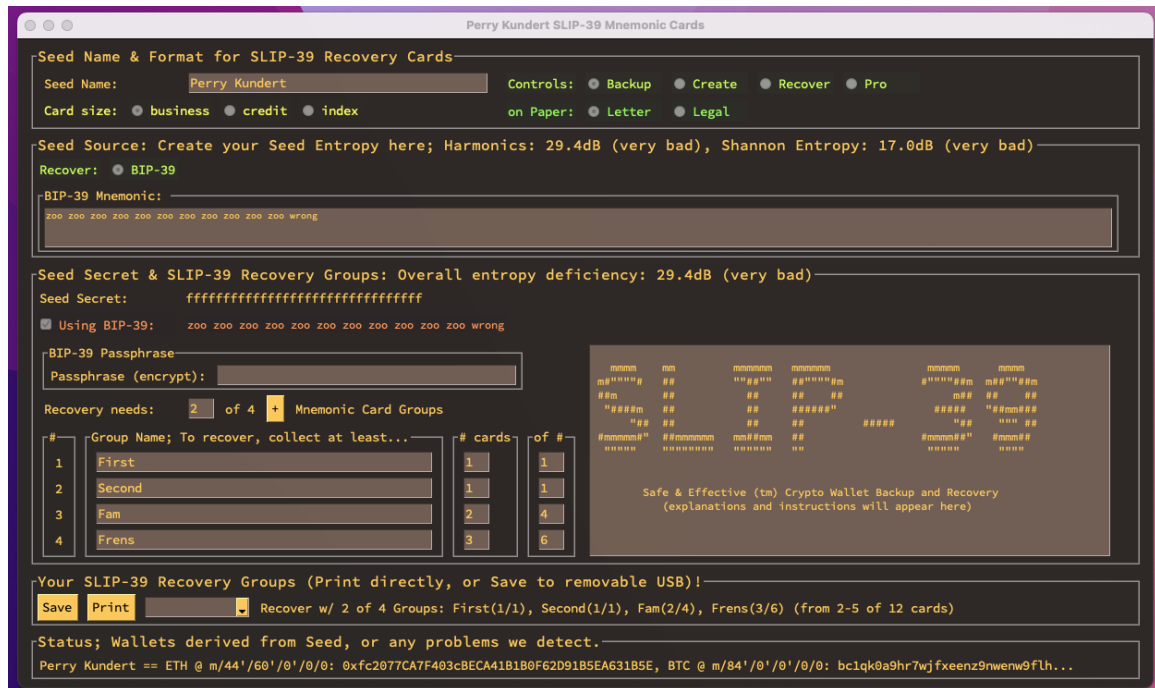 Perry Kundert SLIP-39 Mnemonic Cards
Seed Name & Format for SLIP-39 Recovery Cards
Seed Name: Perry Kundert Controls: Backup Create Recover Pro
Card size: business credit index on Paper: Letter Legal
Seed Source: Create your Seed Entropy here; Harmonics: 29.4dB (very bad), Shannon Entropy: 17.0dB (very bad)
Recover: BIP-39
BIP-39 Mnemonic:
zoo zoo zoo zoo zoo zoo zoo zoo zoo zoo zoo wrong
Seed Secret & SLIP-39 Recovery Groups: Overall entropy deficiency: 29.4dB (very bad)
Seed Secret: ffffffffffffffffffffffffffffffff
Using BIP-39: zoo zoo zoo zoo zoo zoo zoo zoo zoo zoo zoo wrong
BIP-39 Passphrase
Passphrase (encrypt):
Recovery needs: 2 of 4 + Mnemonic Card Groups
# Group Name; To recover, collect at least... # cards of #
1 First 1 1
2 Second 1 1
3 Fam 2 4
4 Frens 3 6
SLIP-39
Safe & Effective (tm) Crypto Wallet Backup and Recovery
(explanations and instructions will appear here)
Your SLIP-39 Recovery Groups (Print directly, or Save to removable USB)!
Save Print Recover w/ 2 of 4 Groups: First(1/1), Second(1/1), Fam(2/4), Frens(3/6) (from 2-5 of 12 cards)
Status; Wallets derived from Seed, or any problems we detect.
Perry Kundert == ETH @ m/44'/60'/0'/0/0: 0xfc2077CA7F403cBECA41B1B0F62D91B5EA631B5E, BTC @ m/84'/0'/0'/0/0: bc1qk0a9hr7wjfxeenz9nwenw9flh...